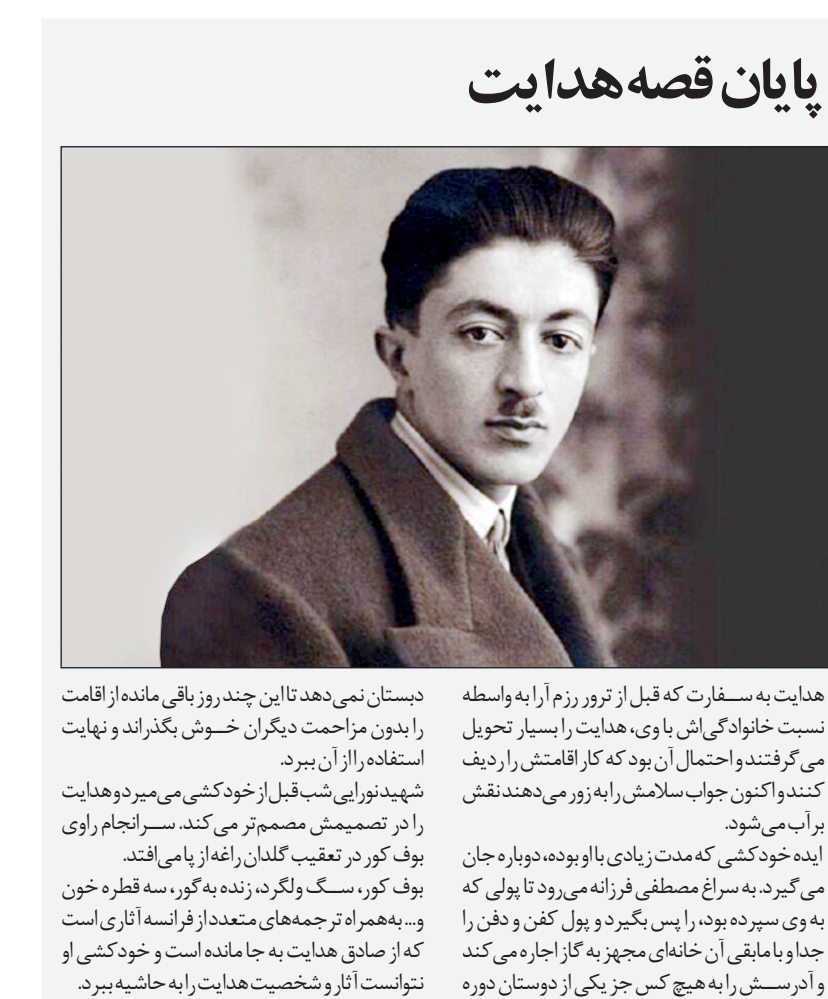 پایان قصه هدایت
هدایت به سفارت که قبل از ترور رزم آرا به واسطه
نسبت خانوادگی‌اش با وی، هدایت را بسیار تحویل
می‌گرفتند و احتمال آن بود که کار اقامتش را ردیف
کنند و اکنون جواب سلامش را به زور می‌دهند نقش
بر آب می‌شود.
ایده خودکشی که مدت زیادی با او بوده، دوباره جان
می‌گیرد. به سراغ مصطفی فرزانه می‌رود تا پولی که
به وی سپرده بود، را پس بگیرد و پول کفن و دفن را
جدا و با مابقی آن خانه‌ای مجهز به گاز اجاره می‌کند
و آدرسش را به هیچ کس جز یکی از دوستان دوره
دبستان نمی‌دهد تا این چند روز باقی مانده از اقامت
را بدون مزاحمت دیگران خوش بگذراند و نهایت
استفاده را از آن ببرد.
شهیدنورایی شب قبل از خودکشی می‌میرد و هدایت
را در تصمیمش مصمم‌تر می‌کند. سرانجام راوی
بوف کور در تعقیب گلدان راغه از پا می‌افتد.
بوف کور، سگ ولگرد، زنده به گور، سه قطره خون
و... به همراه ترجمه‌های متعدد از فرانسه آثاری است
که از صادق هدایت به جا مانده است و خودکشی او
نتوانست آثار و شخصیت هدایت را به حاشیه ببرد.